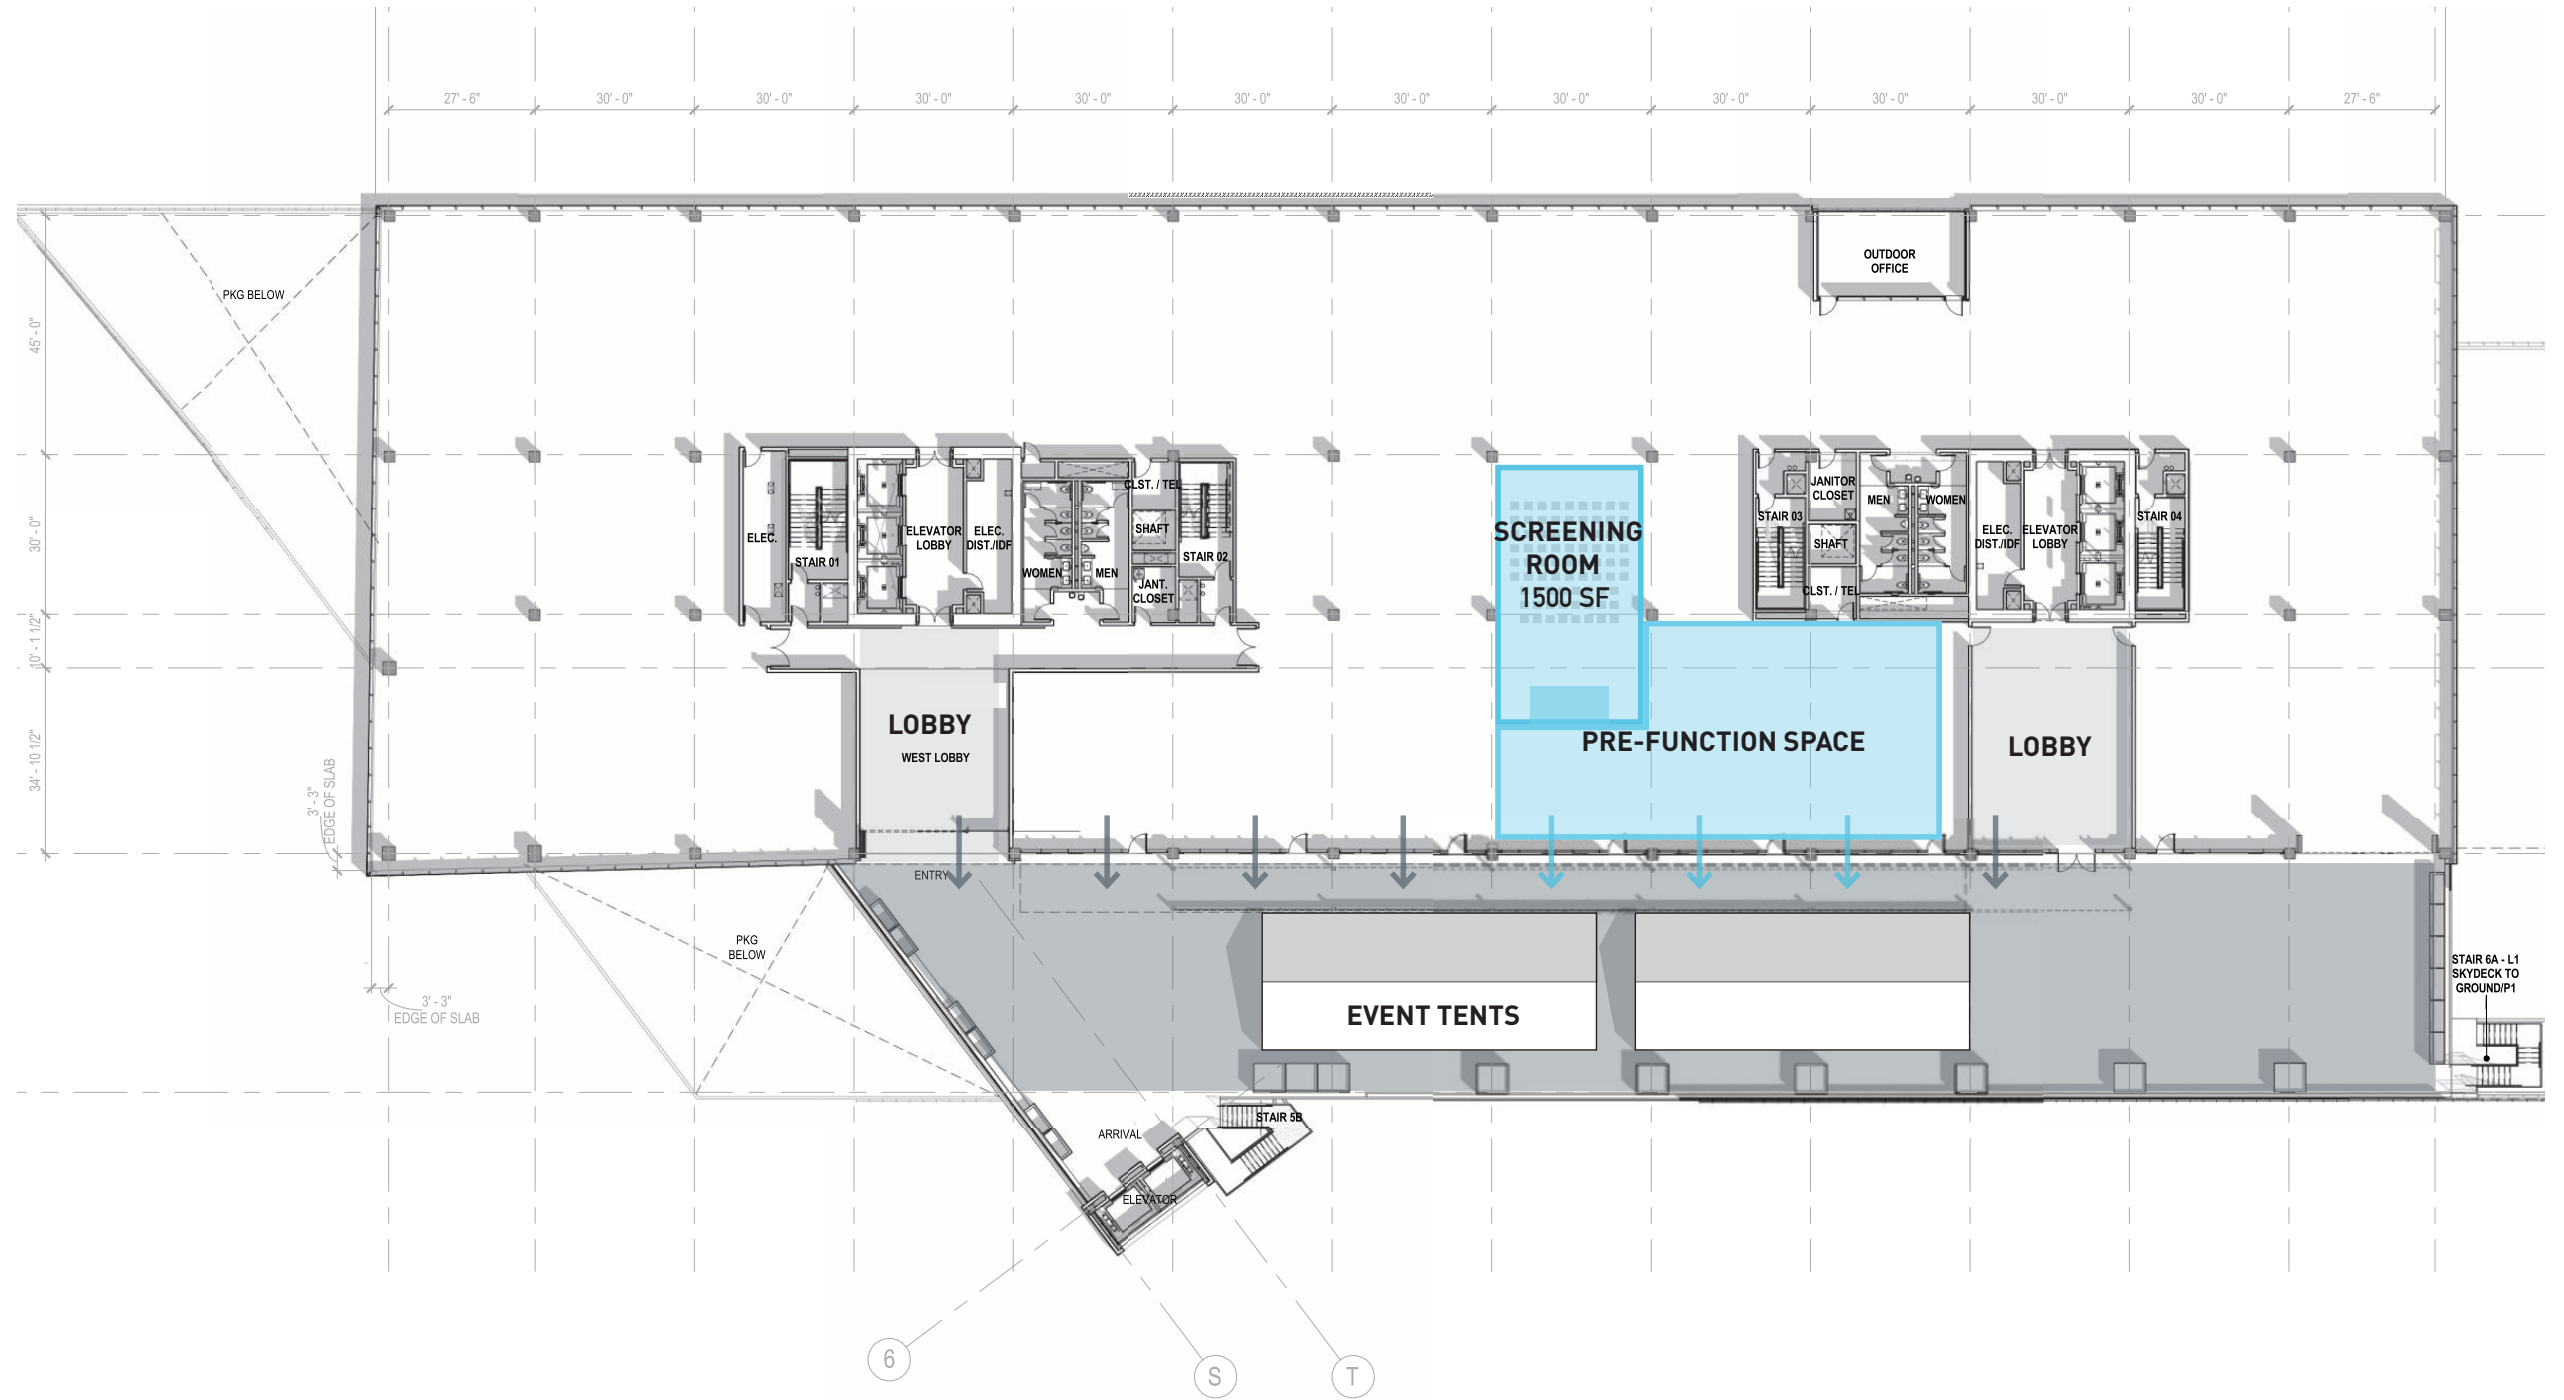 27' - 6"
30' - 0"
30' - 0"
30' - 0"
30' - 0"
30' - 0"
30' - 0"
30' - 0"
30' - 0"
30' - 0"
30' - 0"
30' - 0"
27' - 6"
45' - 0"
30' - 0"
10' - 1 1/2"
34' - 10 1/2"
3' - 3"
EDGE OF SLAB
3' - 3"
EDGE OF SLAB
PKG BELOW
OUTDOOR
OFFICE
ELEC.
STAIR 01
ELEVATOR
LOBBY
ELEC.
DIST./IDF
WOMEN
MEN
CLST. / TEL
SHAFT
JANT.
CLOSET
STAIR 02
SCREENING
ROOM
1500 SF
STAIR 03
JANITOR
CLOSET
SHAFT
CLST. / TEL
MEN
WOMEN
ELEC.
DIST./IDF
ELEVATOR
LOBBY
STAIR 04
LOBBY
WEST LOBBY
PRE-FUNCTION SPACE
LOBBY
ENTRY
PKG
BELOW
EVENT TENTS
STAIR 6A - L1
SKYDECK TO
GROUND/P1
STAIR 5B
ARRIVAL
ELEVATOR
6
S
T